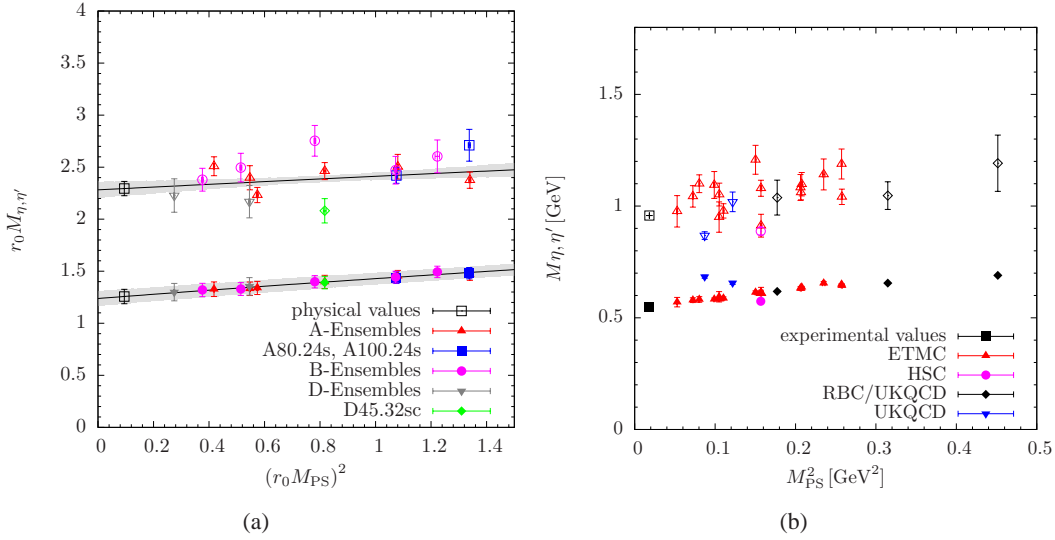 4
3.5
3
2.5
2
1.5
1
0.5
0
r₀M_{η,η′}
physical values
A-Ensembles
A80.24s, A100.24s
B-Ensembles
D-Ensembles
D45.32sc
0 0.2 0.4 0.6 0.8 1 1.2 1.4
(r₀M_PS)²
(a)
1.5
1
0.5
0
Mη, η′ [GeV]
experimental values
ETMC
HSC
RBC/UKQCD
UKQCD
0 0.1 0.2 0.3 0.4 0.5
M²_PS [GeV²]
(b)